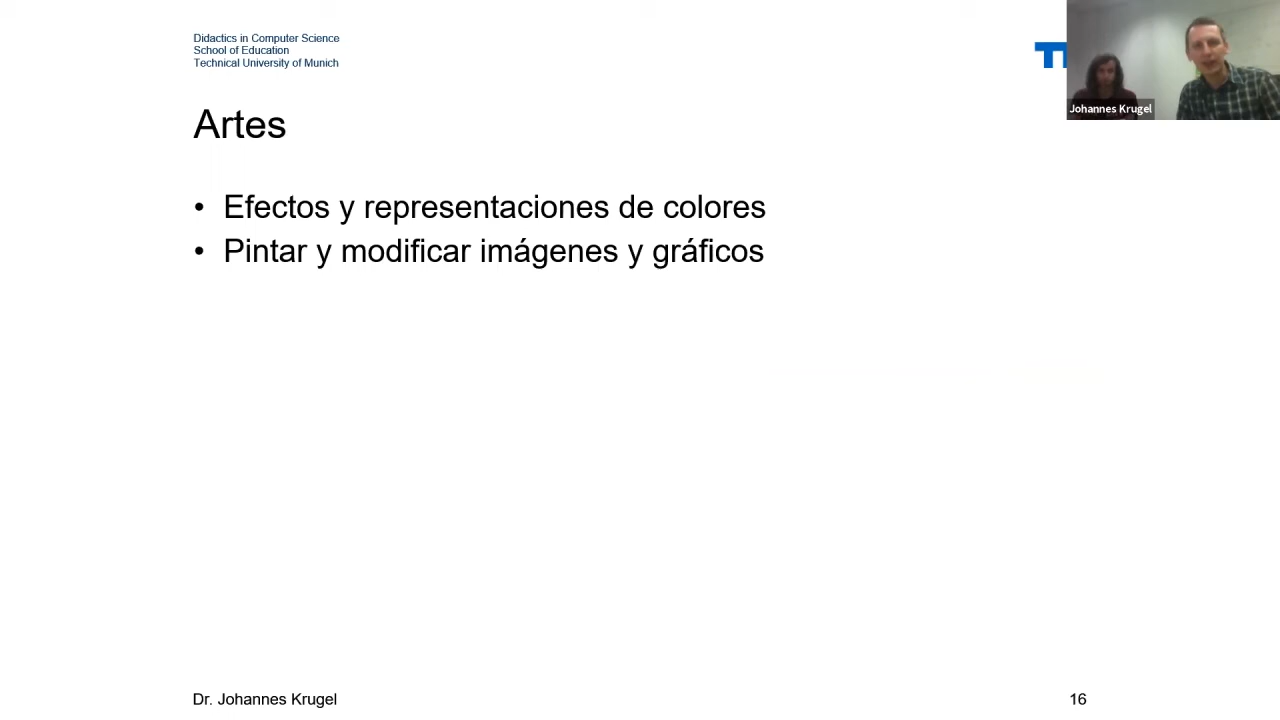 Didactics in Computer Science
School of Education
Technical University of Munich
Johannes Krugel
Artes
• Efectos y representaciones de colores
• Pintar y modificar imágenes y gráficos
Dr. Johannes Krugel
16